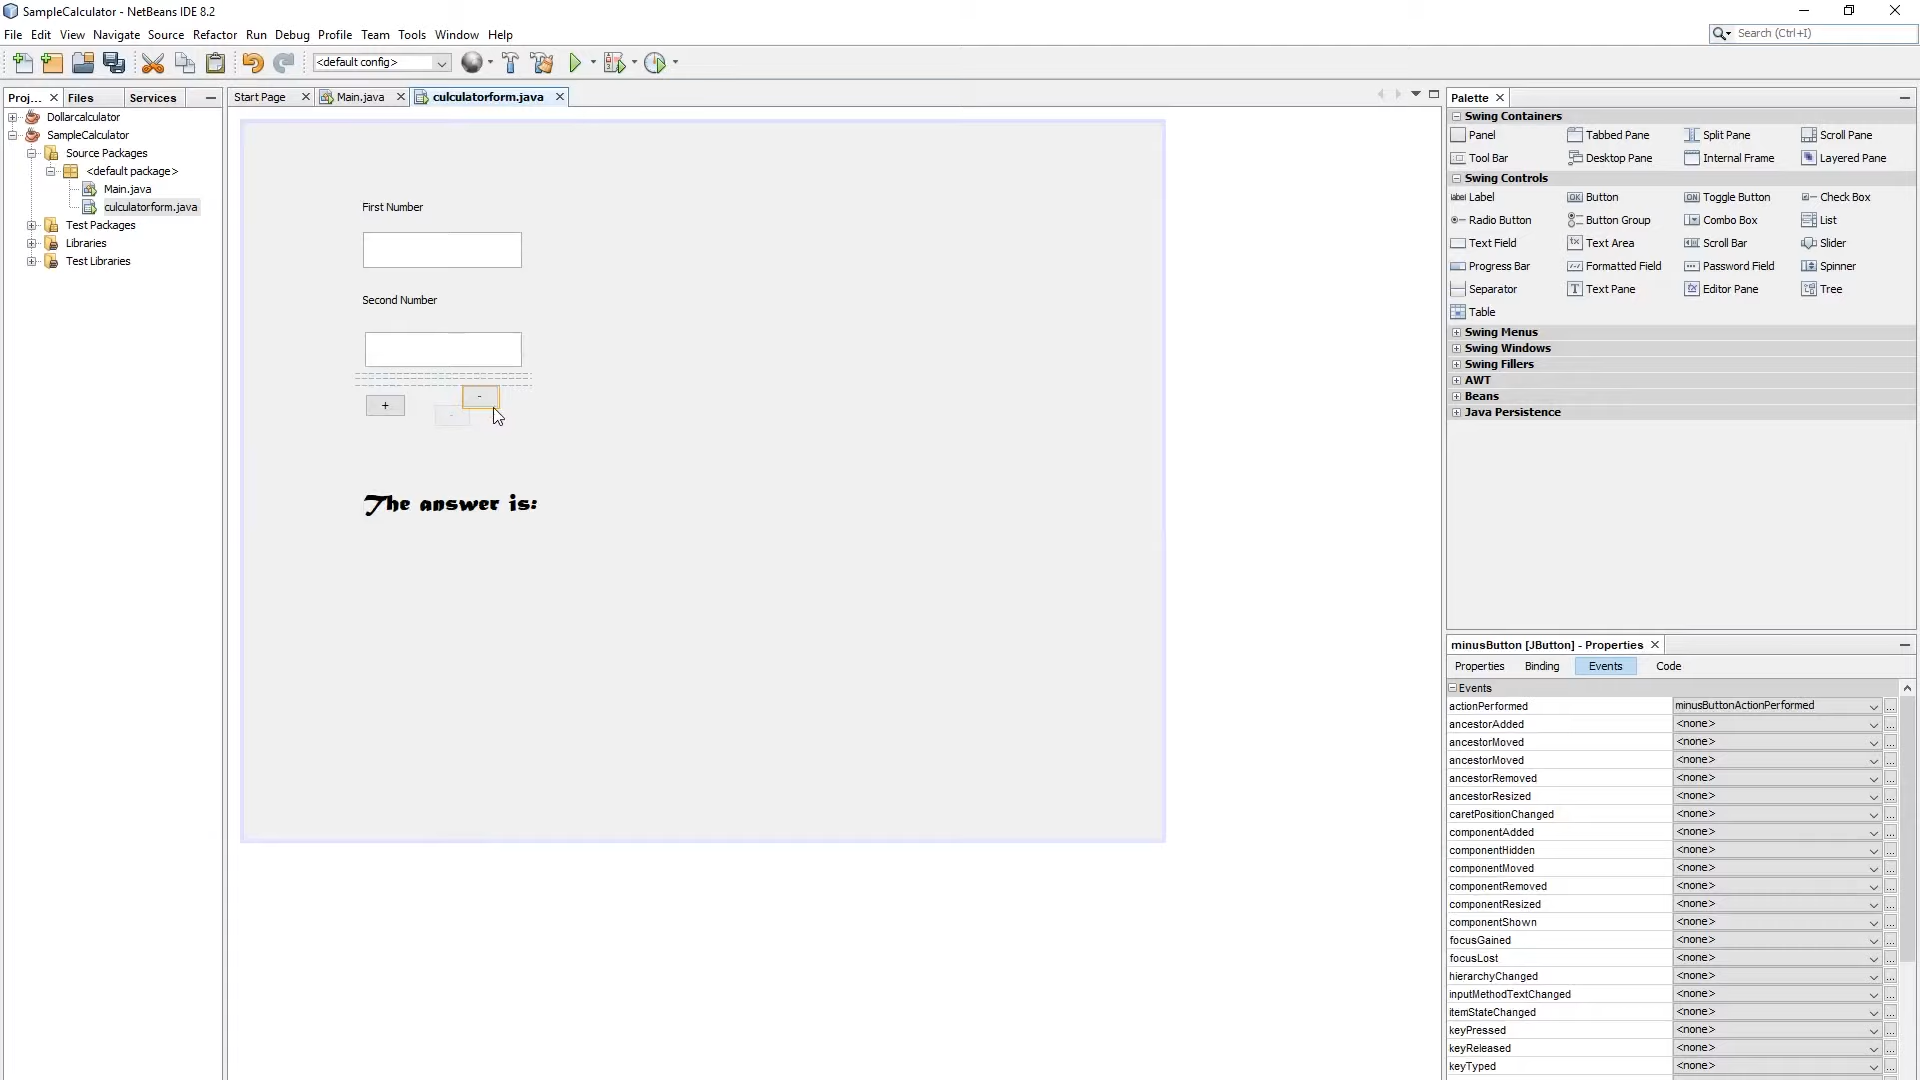 SampleCalculator - NetBeans IDE 8.2
File Edit View Navigate Source Refactor Run Debug Profile Team Tools Window Help
Search (Ctrl+I)
<default config>
Proj... Files Services
Dollarcalculator
SampleCalculator
Source Packages
<default package>
Main.java
culculatorform.java
Test Packages
Libraries
Test Libraries
Start Page Main.java culculatorform.java
First Number
Second Number
+ -
-
The answer is:
Palette
Swing Containers
Panel Tabbed Pane Split Pane Scroll Pane
Tool Bar Desktop Pane Internal Frame Layered Pane
Swing Controls
Label Button Toggle Button Check Box
Radio Button Button Group Combo Box List
Text Field Text Area Scroll Bar Slider
Progress Bar Formatted Field Password Field Spinner
Separator Text Pane Editor Pane Tree
Table
Swing Menus
Swing Windows
Swing Fillers
AWT
Beans
Java Persistence
minusButton [JButton] - Properties
Properties Binding Events Code
Events
actionPerformed minusButtonActionPerformed ...
ancestorAdded <none> ...
ancestorMoved <none> ...
ancestorMoved <none> ...
ancestorRemoved <none> ...
ancestorResized <none> ...
caretPositionChanged <none> ...
componentAdded <none> ...
componentHidden <none> ...
componentMoved <none> ...
componentRemoved <none> ...
componentResized <none> ...
componentShown <none> ...
focusGained <none> ...
focusLost <none> ...
hierarchyChanged <none> ...
inputMethodTextChanged <none> ...
itemStateChanged <none> ...
keyPressed <none> ...
keyReleased <none> ...
keyTyped <none> ...